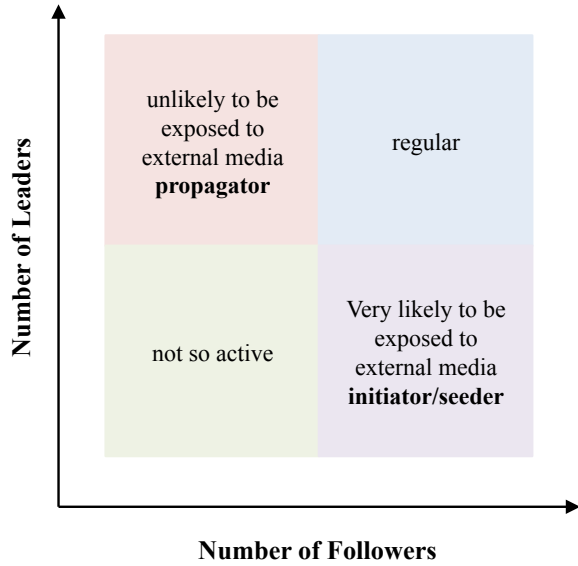 Number of Leaders
unlikely to be
exposed to
external media
propagator
regular
not so active
Very likely to be
exposed to
external media
initiator/seeder
Number of Followers